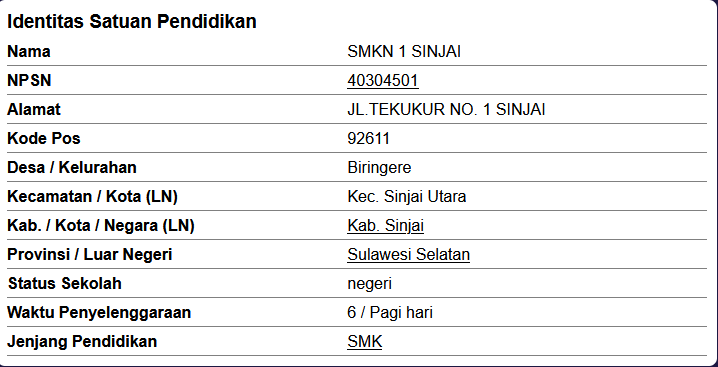 Identitas Satuan Pendidikan
Nama SMKN 1 SINJAI
NPSN 40304501
Alamat JL.TEKUKUR NO. 1 SINJAI
Kode Pos 92611
Desa / Kelurahan Biringere
Kecamatan / Kota (LN) Kec. Sinjai Utara
Kab. / Kota / Negara (LN) Kab. Sinjai
Provinsi / Luar Negeri Sulawesi Selatan
Status Sekolah negeri
Waktu Penyelenggaraan 6 / Pagi hari
Jenjang Pendidikan SMK